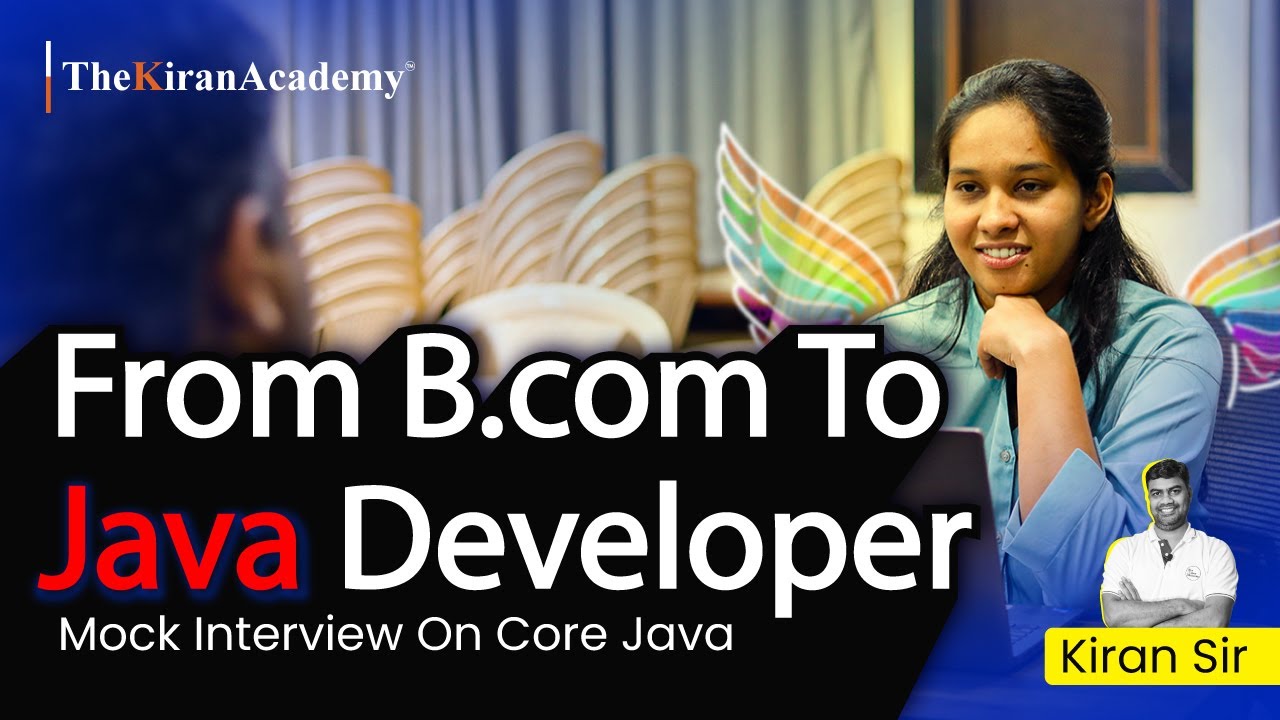 TheKiranAcademy™
From B.com To
Java Developer
Mock Interview On Core Java
Kiran Sir